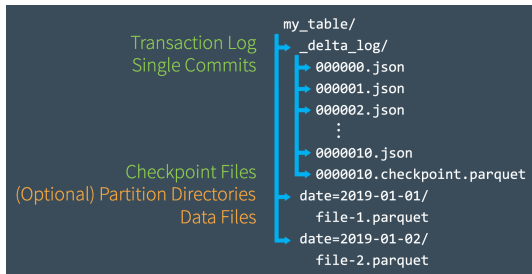 my_table/
Transaction Log _delta_log/
Single Commits 000000.json
000001.json
000002.json
⋮
0000010.json
Checkpoint Files 0000010.checkpoint.parquet
(Optional) Partition Directories date=2019-01-01/
Data Files file-1.parquet
date=2019-01-02/
file-2.parquet